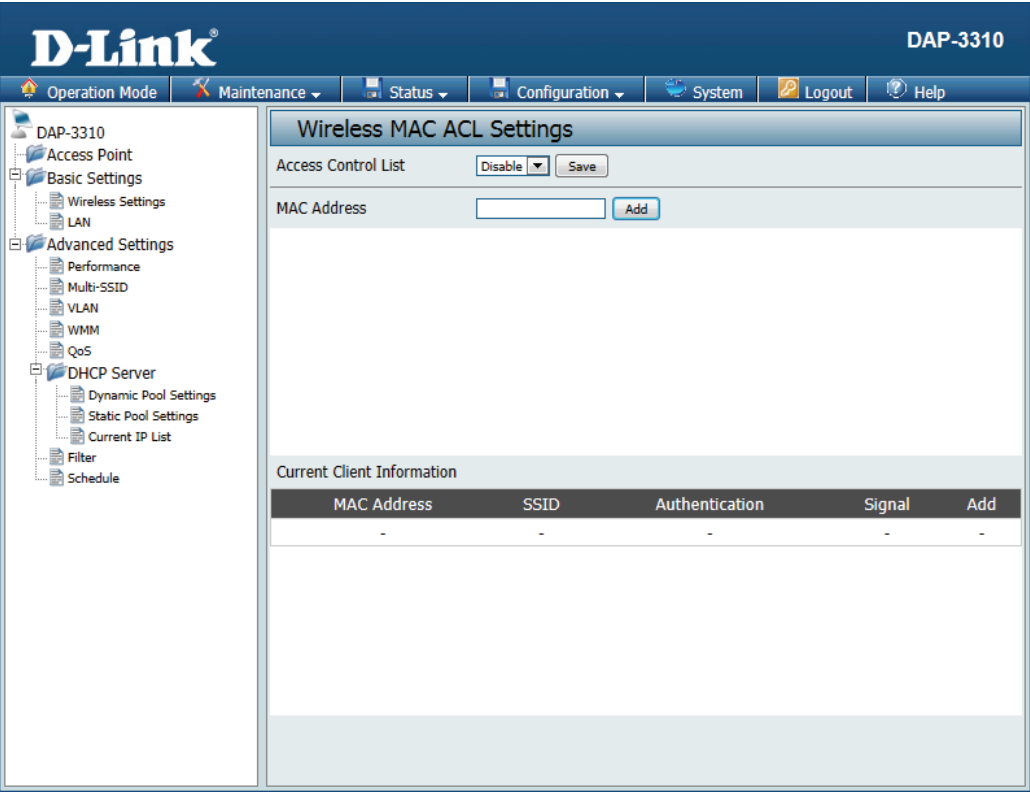 D-Link®
DAP-3310
Operation Mode Maintenance Status Configuration System Logout Help
DAP-3310
Access Point
Basic Settings
Wireless Settings
LAN
Advanced Settings
Performance
Multi-SSID
VLAN
WMM
QoS
DHCP Server
Dynamic Pool Settings
Static Pool Settings
Current IP List
Filter
Schedule
Wireless MAC ACL Settings
Access Control List Disable Save
MAC Address Add
Current Client Information
MAC Address SSID Authentication Signal Add
- - - - -